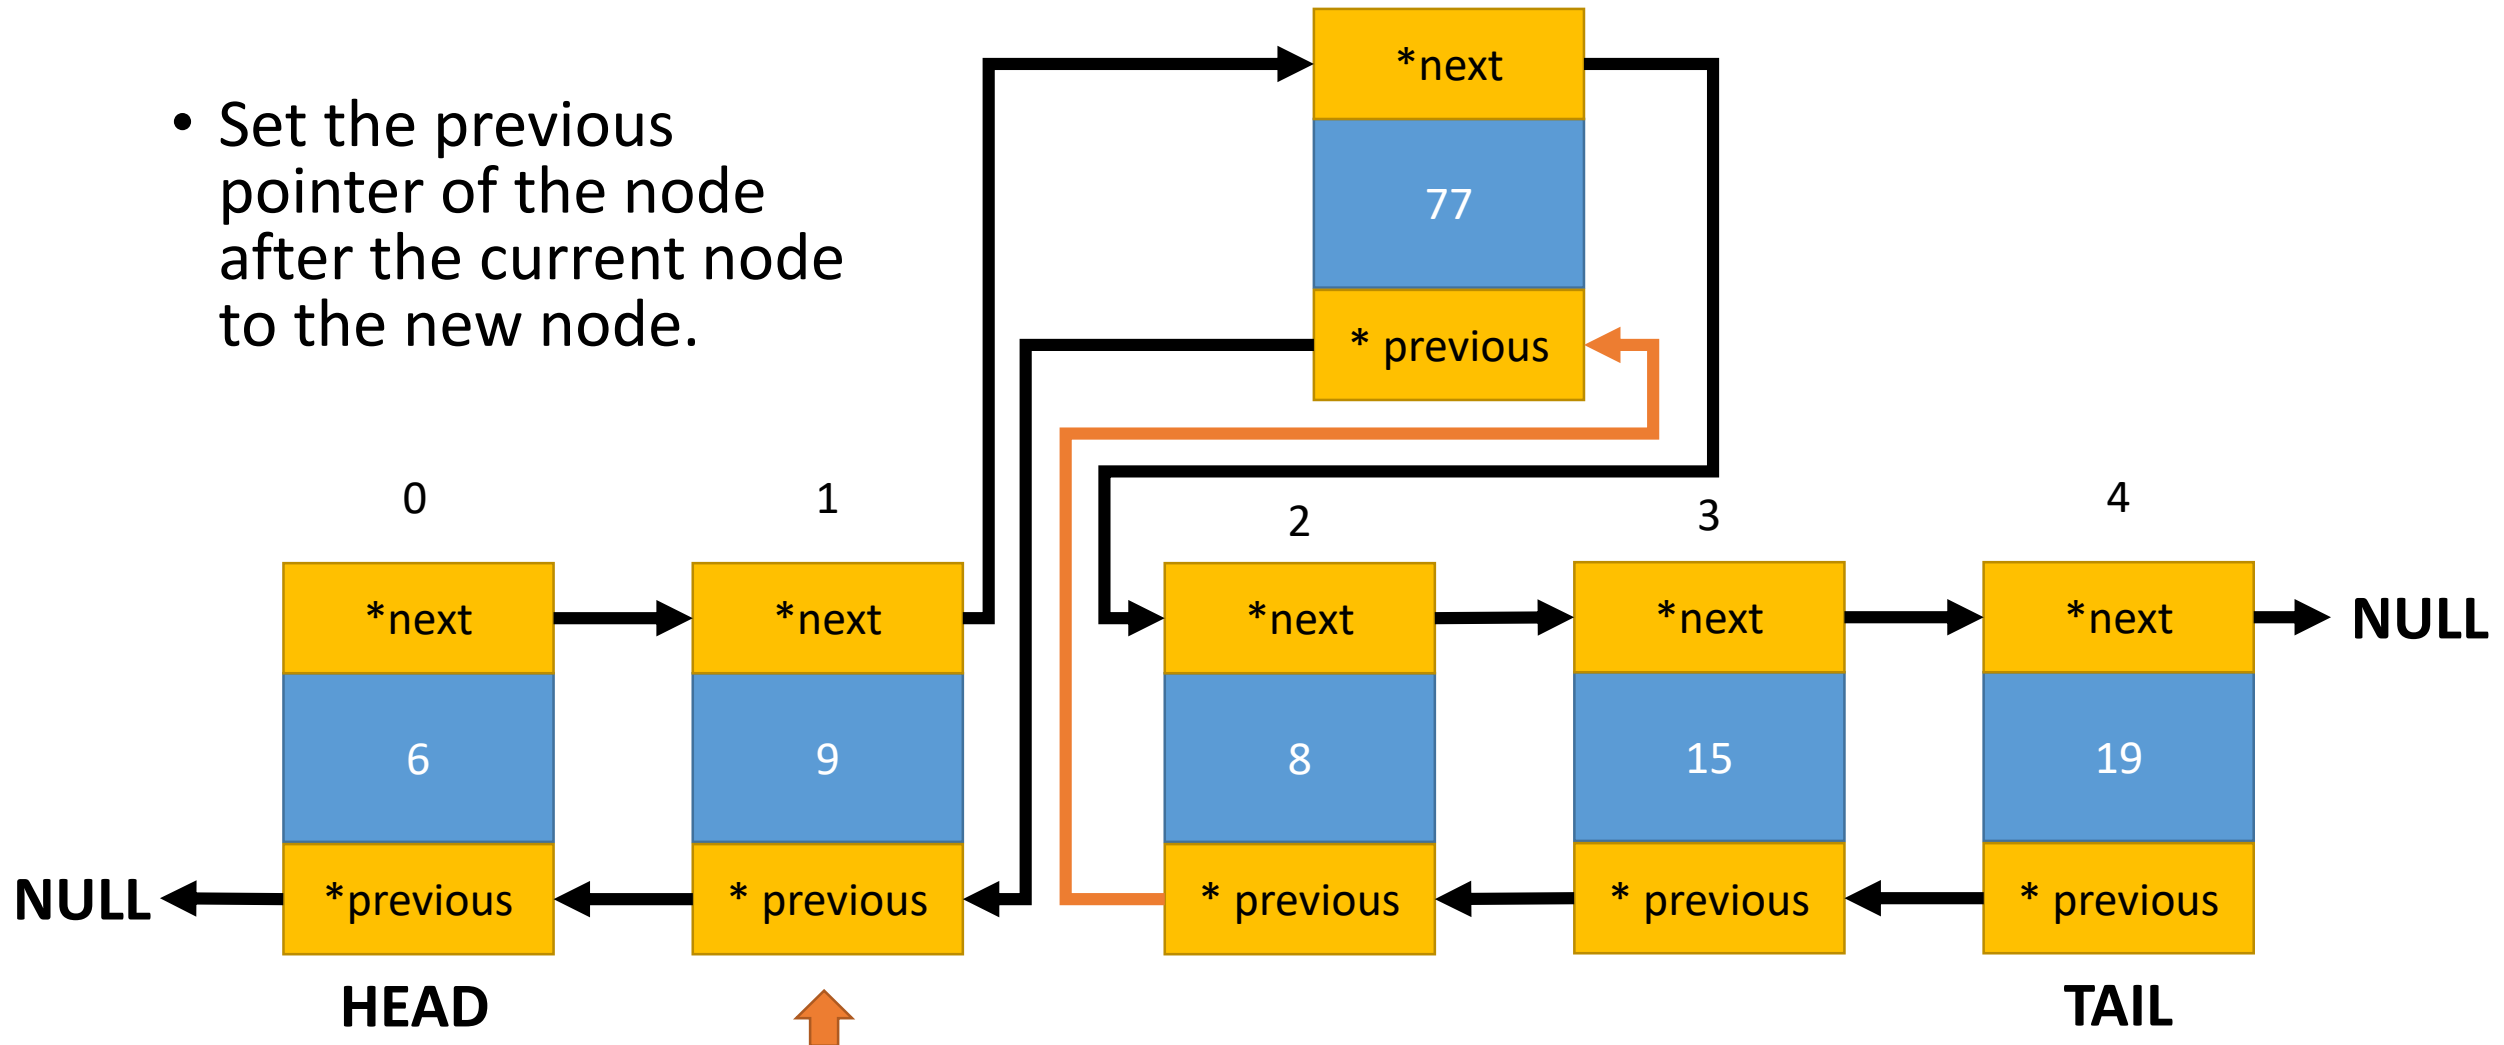 *next
• Set the previous
pointer of the node
after the current node
to the new node.
77
* previous
0 1 2 3 4
*next *next *next *next *next NULL
6 9 8 15 19
NULL *previous * previous * previous * previous * previous
HEAD TAIL